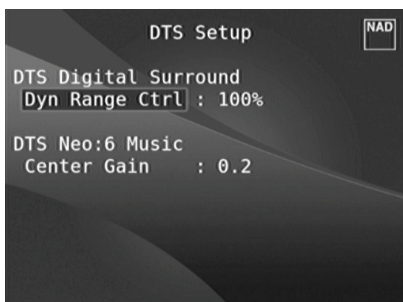 DTS Setup
NAD
DTS Digital Surround
Dyn Range Ctrl : 100%
DTS Neo:6 Music
Center Gain : 0.2